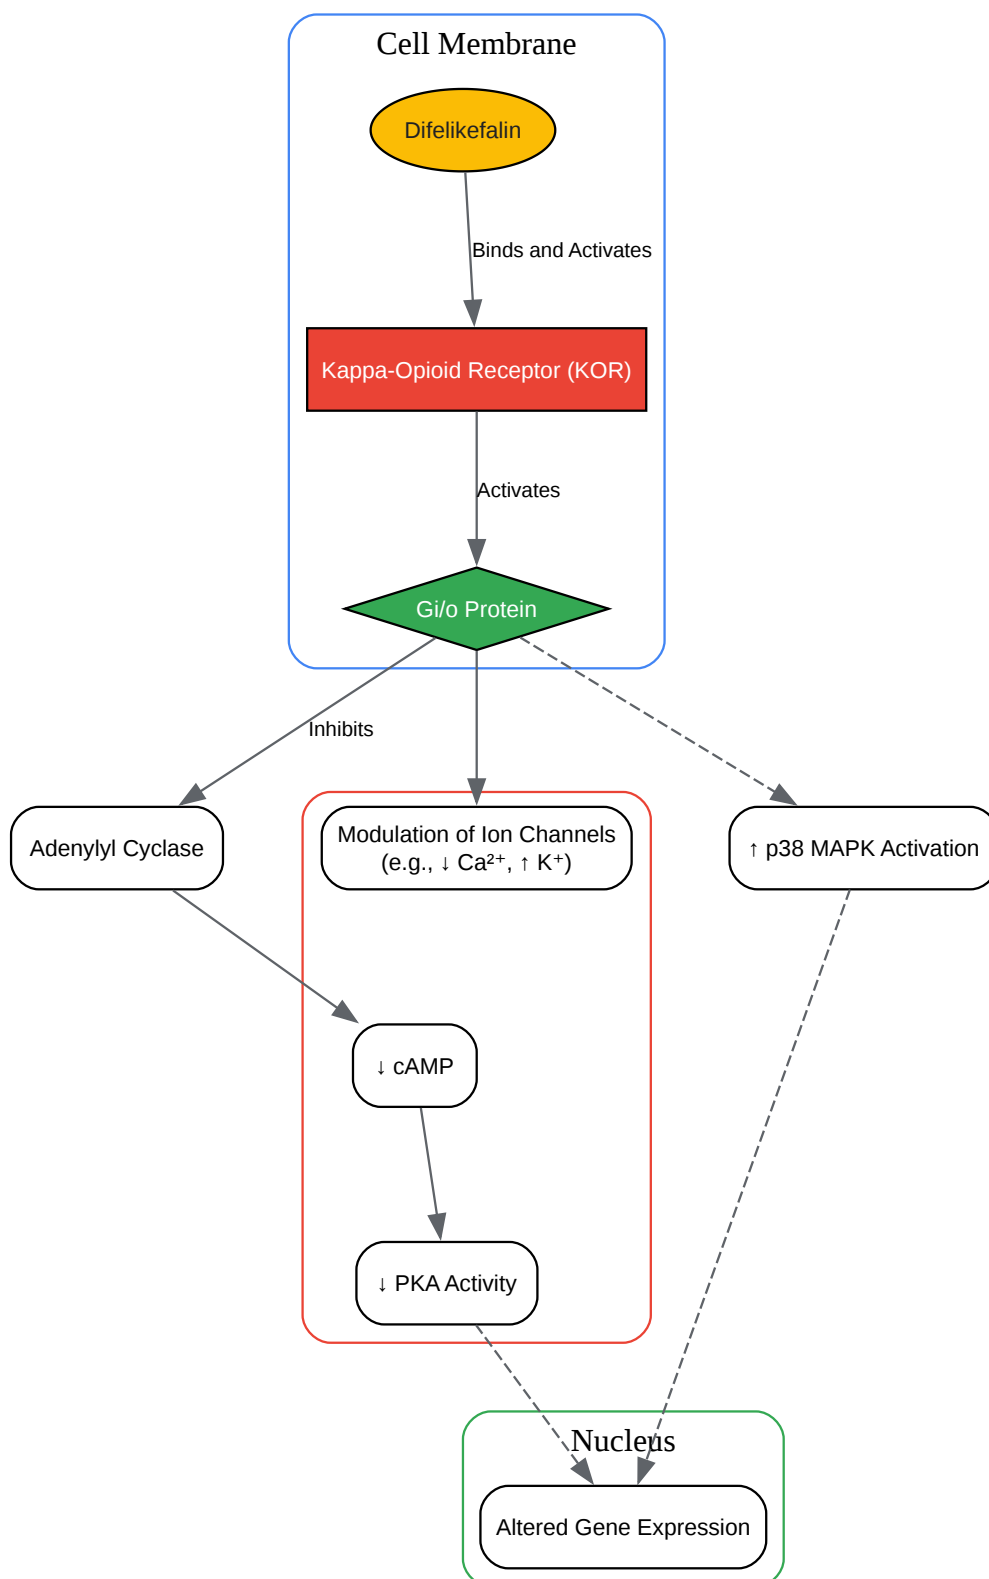 Cell Membrane
Difelikefalin
Binds and Activates
Kappa-Opioid Receptor (KOR)
Activates
Gi/o Protein
Inhibits
Adenylyl Cyclase
Modulation of Ion Channels
(e.g., ↓ Ca²⁺, ↑ K⁺)
↑ p38 MAPK Activation
↓ cAMP
↓ PKA Activity
Nucleus
Altered Gene Expression